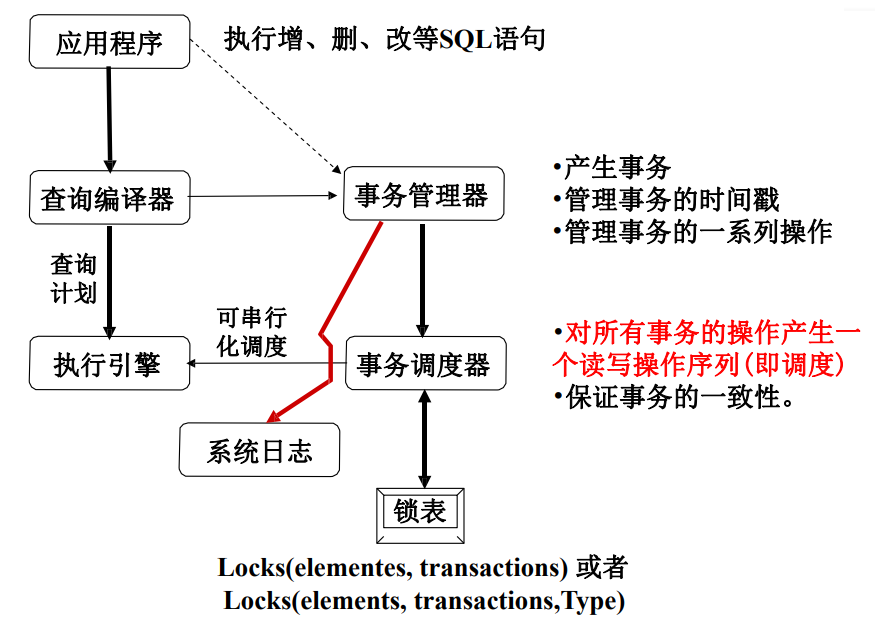 应用程序
执行增、删、改等SQL语句
查询编译器
事务管理器
•产生事务
•管理事务的时间戳
•管理事务的一系列操作
查询
计划
可串行
化调度
执行引擎
事务调度器
•对所有事务的操作产生一
个读写操作序列(即调度)
•保证事务的一致性。
系统日志
锁表
Locks(elementes, transactions) 或者
Locks(elements, transactions,Type)